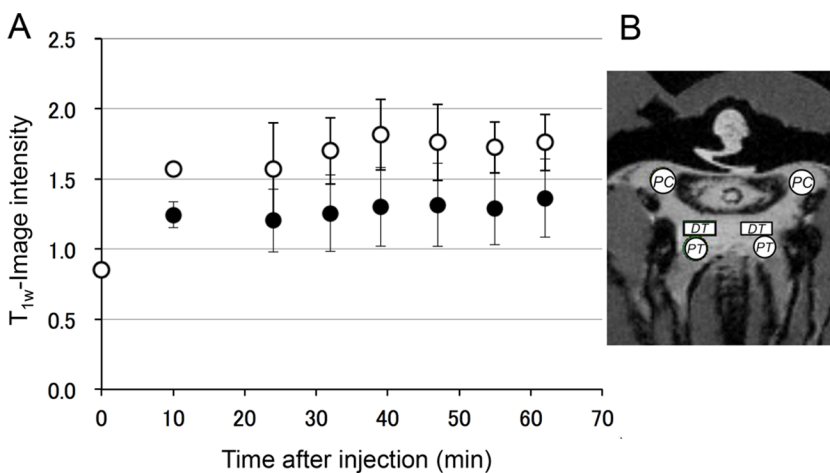 A
B
T1w-Image intensity
2.5
2.0
1.5
1.0
0.5
0.0
0
10
20
30
40
50
60
70
Time after injection (min)
PC
PC
DT
DT
PT
PT